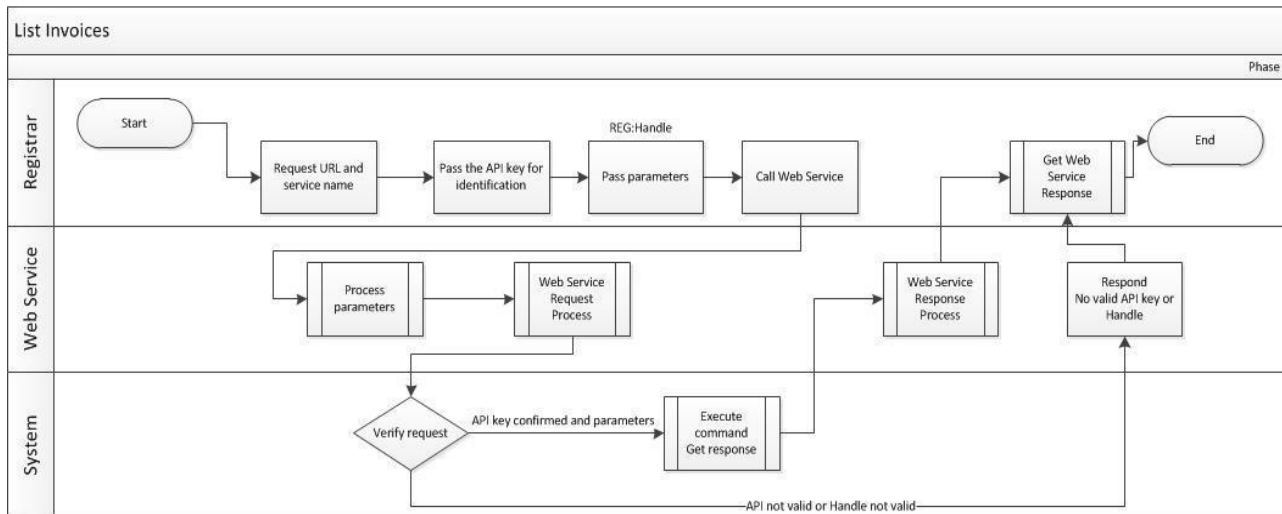 List Invoices
Phase
Registrar
Start
Request URL and
service name
Pass the API key for
identification
REG:Handle
Pass parameters
Call Web Service
Get Web
Service
Response
End
Web Service
Process
parameters
Web Service
Request
Process
Web Service
Response
Process
Respond
No valid API key or
Handle
System
Verify request
API key confirmed and parameters
Execute
command
Get response
API not valid or Handle not valid